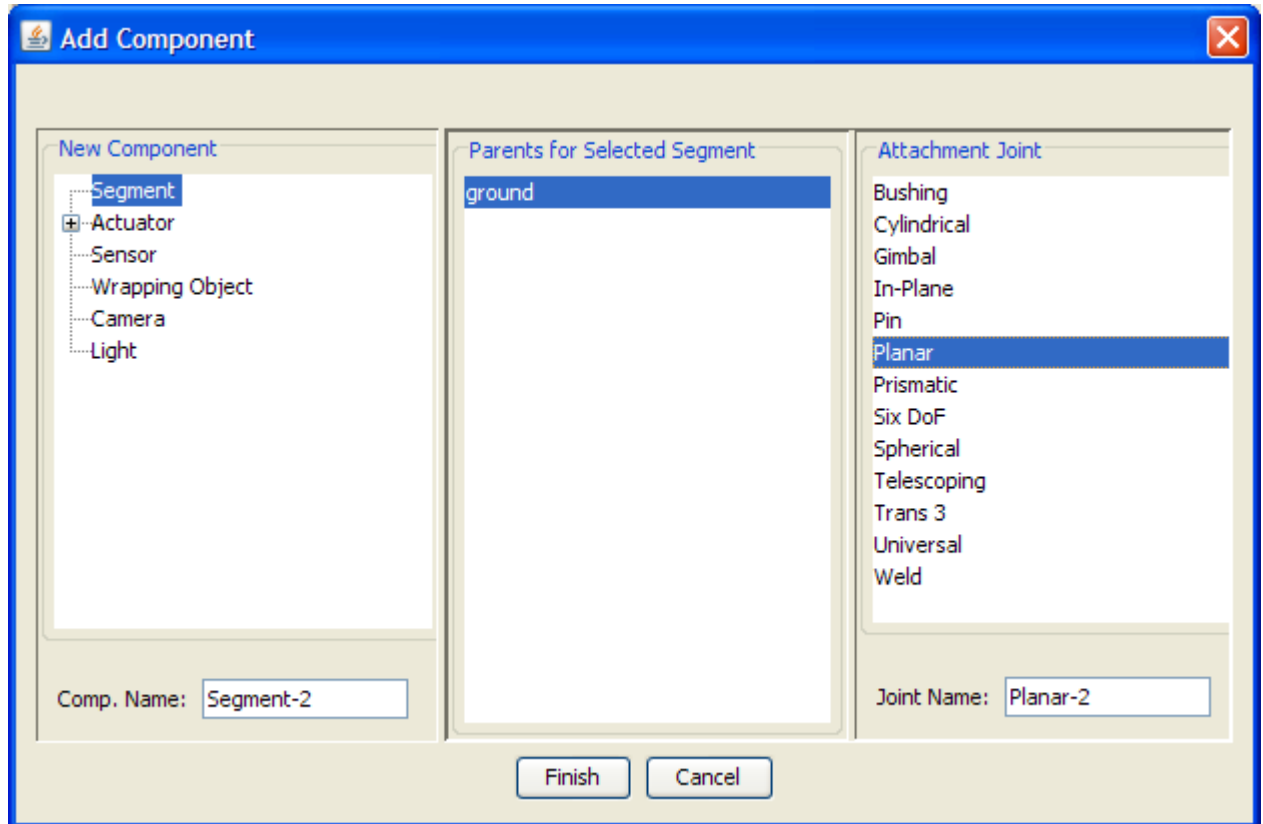 Add Component
New Component
Segment
Actuator
Sensor
Wrapping Object
Camera
Light
Comp. Name: Segment-2
Parents for Selected Segment
ground
Attachment Joint
Bushing
Cylindrical
Gimbal
In-Plane
Pin
Planar
Prismatic
Six DoF
Spherical
Telescoping
Trans 3
Universal
Weld
Joint Name: Planar-2
Finish Cancel